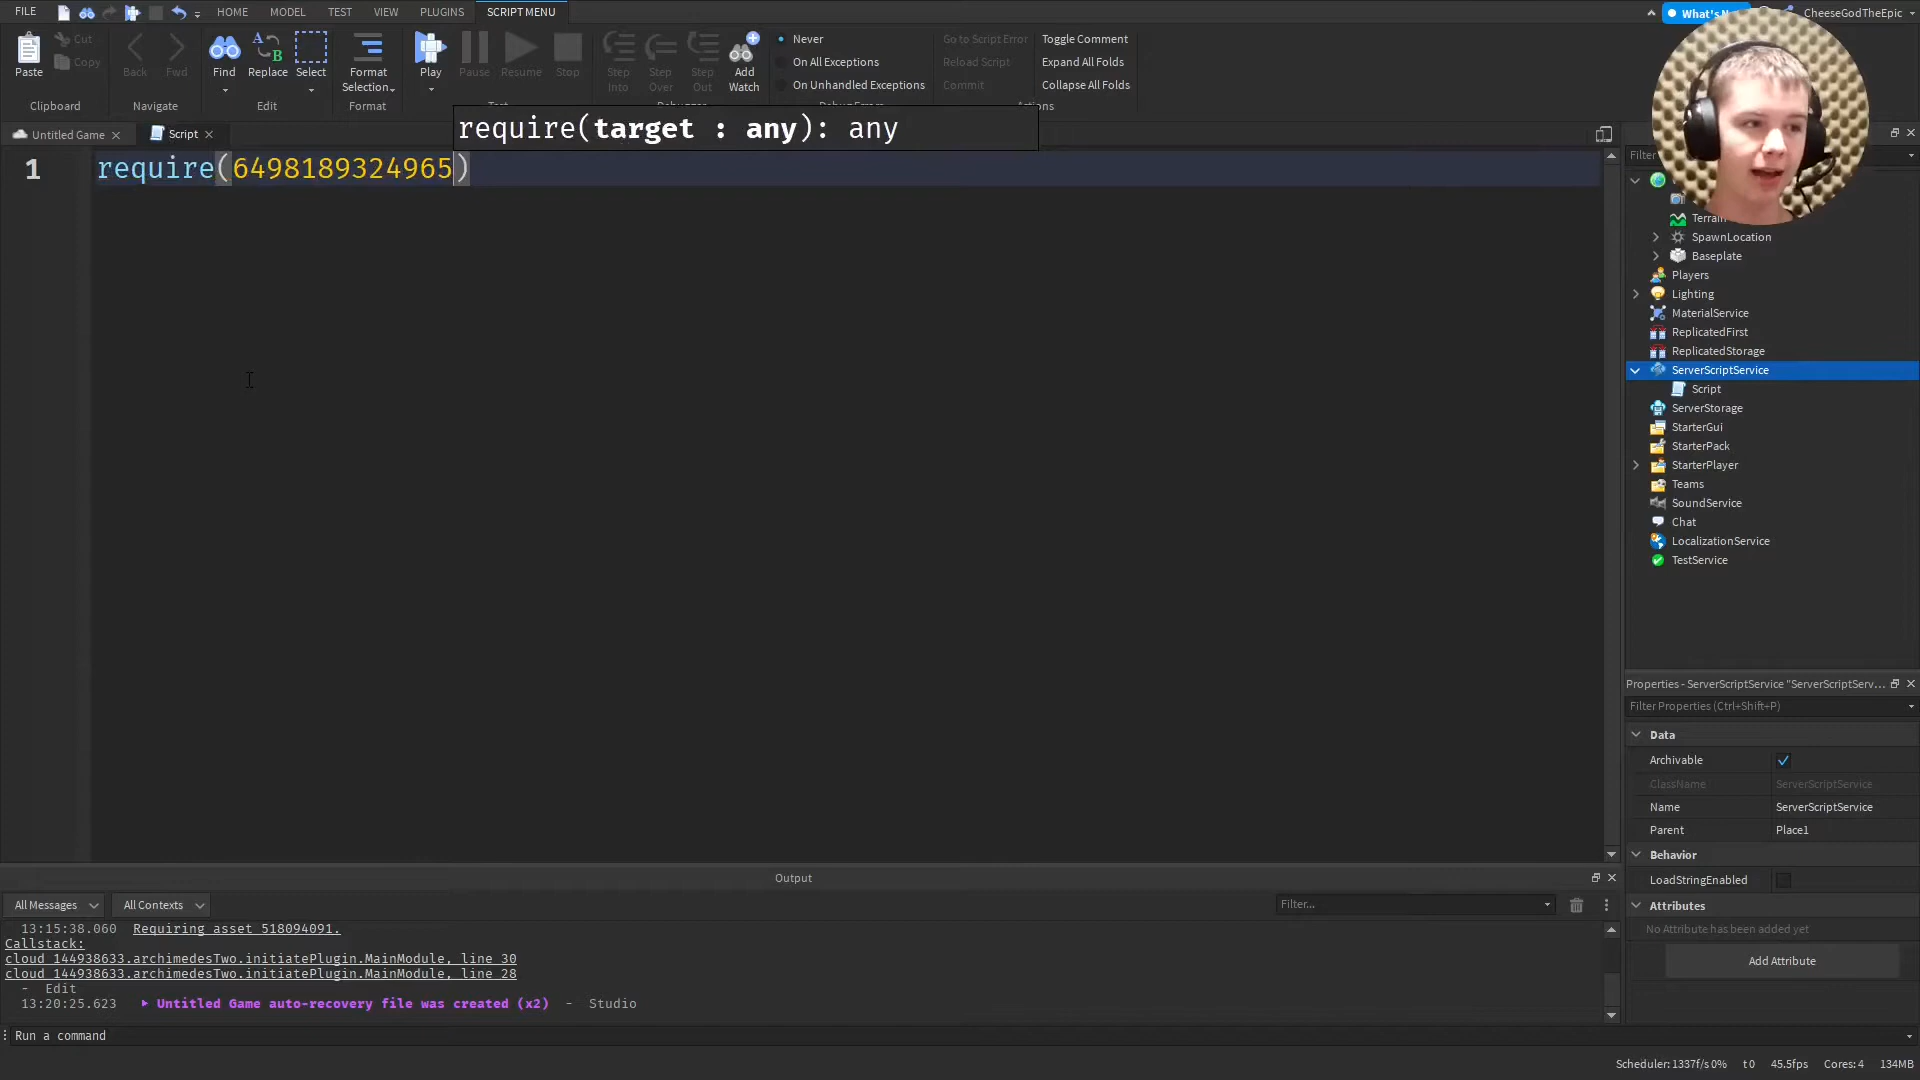 FILE HOME MODEL TEST VIEW PLUGINS SCRIPT MENU What's N CheeseGodTheEpic
Paste Cut Copy Back Fwd Find Replace Select Format Selection Play Pause Resume Stop Step Into Step Over Step Out Add Watch
Never Go to Script Error Toggle Comment
On All Exceptions Reload Script Expand All Folds
On Unhandled Exceptions Commit Collapse All Folds
Clipboard Navigate Edit Format
require(target : any): any
Untitled Game Script
1 require(6498189324965)
Filter
Terrain
SpawnLocation
Baseplate
Players
Lighting
MaterialService
ReplicatedFirst
ReplicatedStorage
ServerScriptService
Script
ServerStorage
StarterGui
StarterPack
StarterPlayer
Teams
SoundService
Chat
LocalizationService
TestService
Properties - ServerScriptService "ServerScriptServ...
Filter Properties (Ctrl+Shift+P)
Data
Archivable
ClassName ServerScriptService
Name ServerScriptService
Parent Place1
Behavior
LoadStringEnabled
Attributes
No Attribute has been added yet
Add Attribute
Output
All Messages All Contexts Filter...
13:15:38.060 Requiring asset 518094091.
Callstack:
cloud_144938633.archimedesTwo.initiatePlugin.MainModule, line 30
cloud_144938633.archimedesTwo.initiatePlugin.MainModule, line 28
- Edit
13:20:25.623 Untitled Game auto-recovery file was created (x2) - Studio
Run a command
Scheduler: 1337f/s 0% t 0 45.5fps Cores: 4 134MB